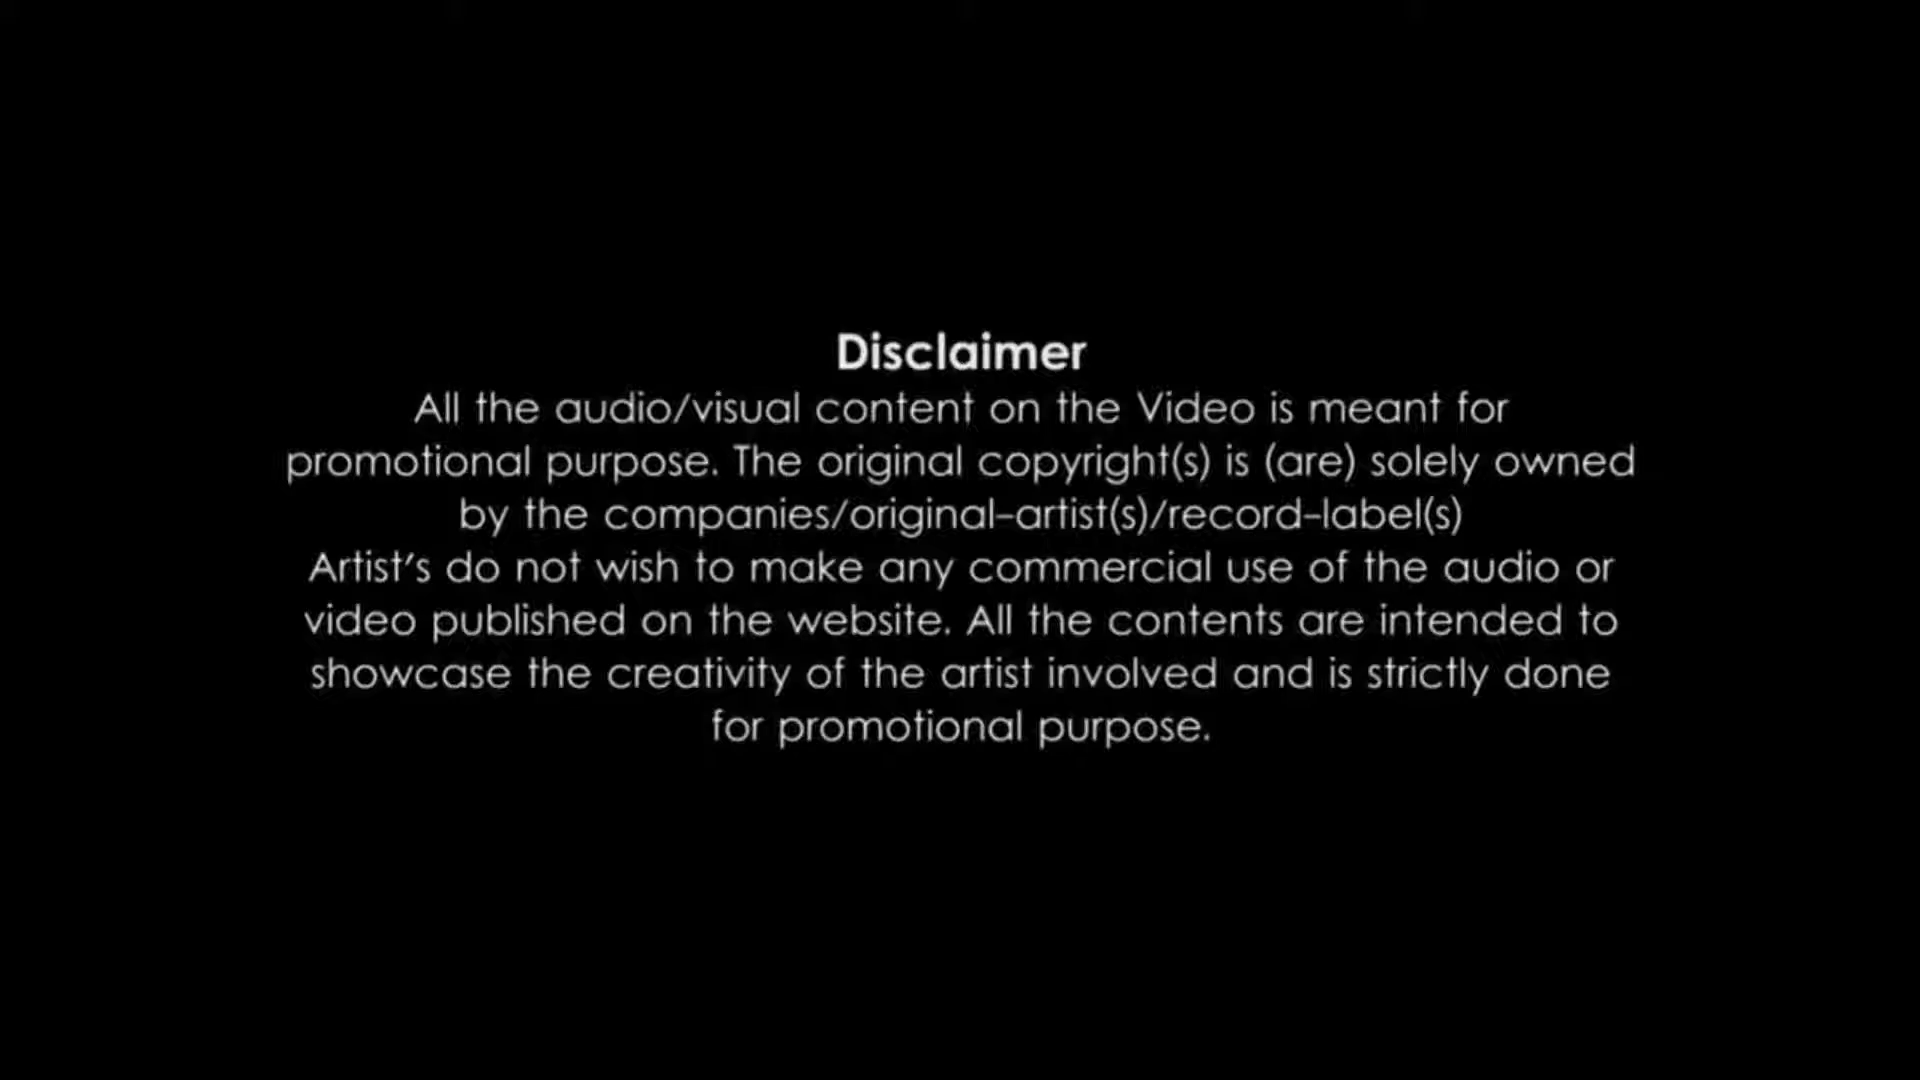 Disclaimer
All the audio/visual content on the Video is meant for
promotional purpose. The original copyright(s) is (are) solely owned
by the companies/original-artist(s)/record-label(s)
Artist's do not wish to make any commercial use of the audio or
video published on the website. All the contents are intended to
showcase the creativity of the artist involved and is strictly done
for promotional purpose.